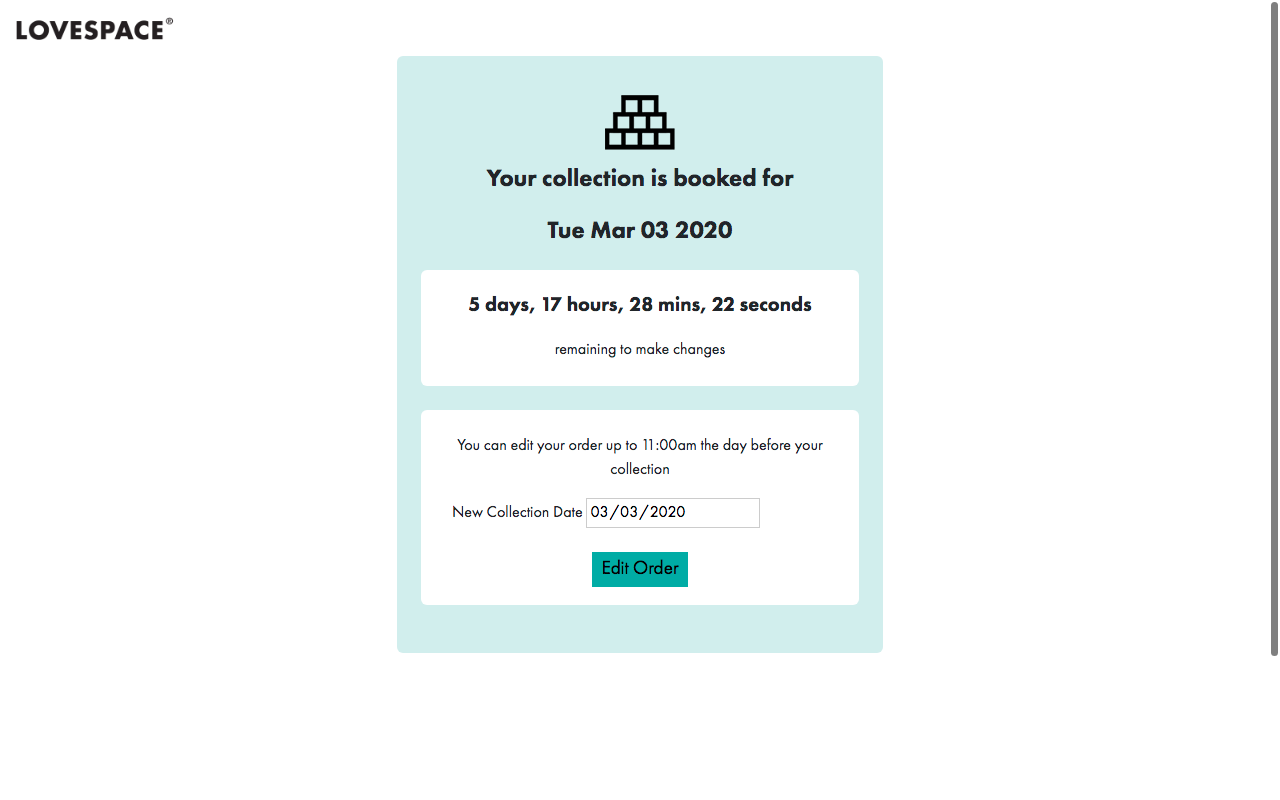 LOVESPACE®
Your collection is booked for
Tue Mar 03 2020
5 days, 17 hours, 28 mins, 22 seconds
remaining to make changes
You can edit your order up to 11:00am the day before your
collection
New Collection Date 03/03/2020
Edit Order